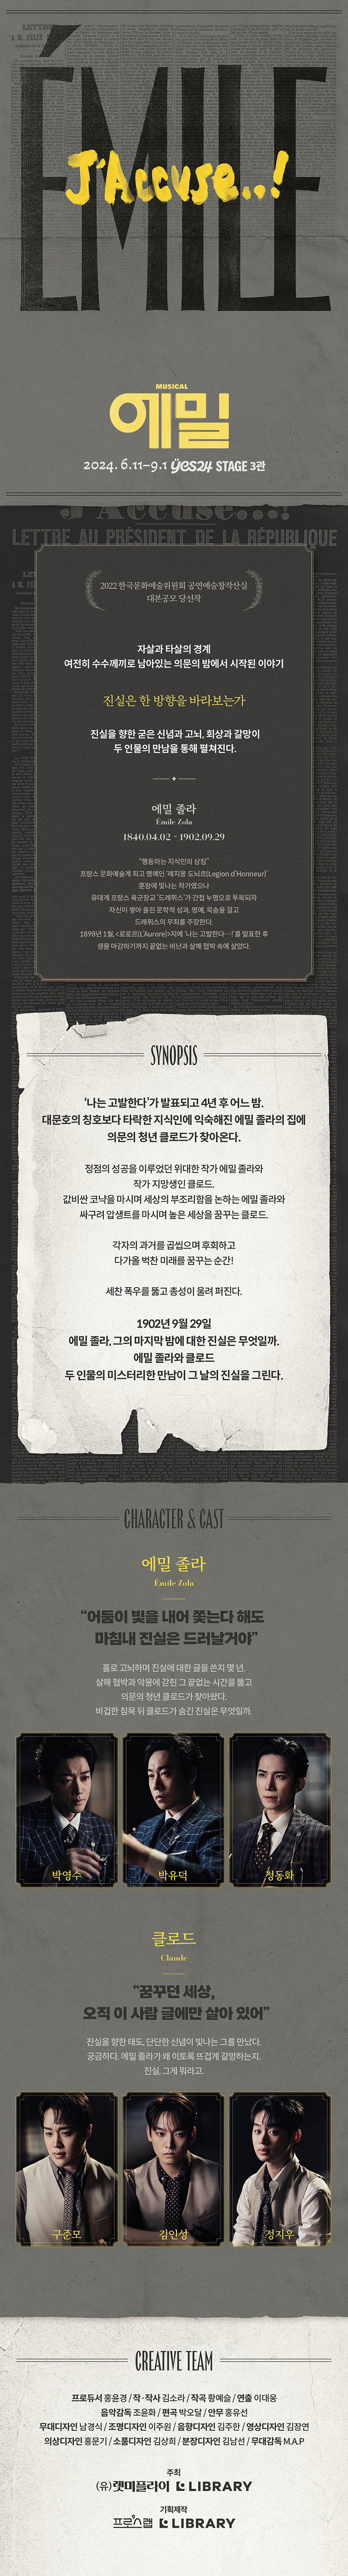 ÉMILE
J'Accuse...!
MUSICAL
에밀
2024. 6.11-9.1 yes24 STAGE 3관
J'Accuse...!
LETTRE AU PRÉSIDENT DE LA RÉPUBLIQUE
2022 한국문화예술위원회 공연예술창작산실
대본공모 당선작
자살과 타살의 경계
여전히 수수께끼로 남아있는 의문의 밤에서 시작된 이야기
진실은 한 방향을 바라보는가
진실을 향한 굳은 신념과 고뇌, 회상과 갈망이
두 인물의 만남을 통해 펼쳐진다.
에밀 졸라
Émile Zola
1840.04.02 - 1902.09.29
“행동하는 지식인의 상징”
프랑스 문화예술계 최고 명예인 '레지옹 도뇌르(Legion d'Honneur)'
훈장에 빛나는 작가였으나
유대계 프랑스 육군장교 '드레퓌스'가 간첩 누명으로 투옥되자
자신이 쌓아 올린 문학적 성과, 명예, 목숨을 걸고
드레퓌스의 무죄를 주장한다.
1898년 1월, <로로르(L'Aurore)>지에 '나는 고발한다…!'를 발표한 후
생을 마감하기까지 끝없는 비난과 살해 협박 속에 살았다.
SYNOPSIS
'나는 고발한다'가 발표되고 4년 후 어느 밤.
대문호의 칭호보다 타락한 지식인에 익숙해진 에밀 졸라의 집에
의문의 청년 클로드가 찾아온다.
정점의 성공을 이루었던 위대한 작가 에밀 졸라와
작가 지망생인 클로드.
값비싼 코냑을 마시며 세상의 부조리함을 논하는 에밀 졸라와
싸구려 압생트를 마시며 높은 세상을 꿈꾸는 클로드.
각자의 과거를 곱씹으며 후회하고
다가올 벅찬 미래를 꿈꾸는 순간!
세찬 폭우를 뚫고 총성이 울려 퍼진다.
1902년 9월 29일
에밀 졸라, 그의 마지막 밤에 대한 진실은 무엇일까.
에밀 졸라와 클로드
두 인물의 미스터리한 만남이 그 날의 진실을 그린다.
CHARACTER & CAST
에밀 졸라
Émile Zola
“어둠이 빛을 내어 쫓는다 해도
마침내 진실은 드러날거야”
홀로 고뇌하며 진실에 대한 글을 쓴지 몇 년.
살해 협박과 악몽에 갇힌 그 끝없는 시간을 뚫고
의문의 청년 클로드가 찾아왔다.
비겁한 침묵 뒤 클로드가 숨긴 진실은 무엇일까.
박영수
박유덕
정동화
클로드
Claude
“꿈꾸던 세상,
오직 이 사람 글에만 살아 있어”
진실을 향한 태도, 단단한 신념이 빛나는 그를 만났다.
궁금하다. 에밀 졸라가 왜 이토록 뜨겁게 갈망하는지.
진실, 그게 뭐라고.
구준모
김인성
정지우
CREATIVE TEAM
프로듀서 홍윤경 / 작·작사 김소라 / 작곡 황예슬 / 연출 이대웅
음악감독 조윤화 / 편곡 박오달 / 안무 홍유선
무대디자인 남경식 / 조명디자인 이주원 / 음향디자인 김주한 / 영상디자인 김장연
의상디자인 홍문기 / 소품디자인 김상희 / 분장디자인 김남선 / 무대감독 M.A.P
주최
(유)렛미플라이 LIBRARY
기획제작
프로스랩 LIBRARY